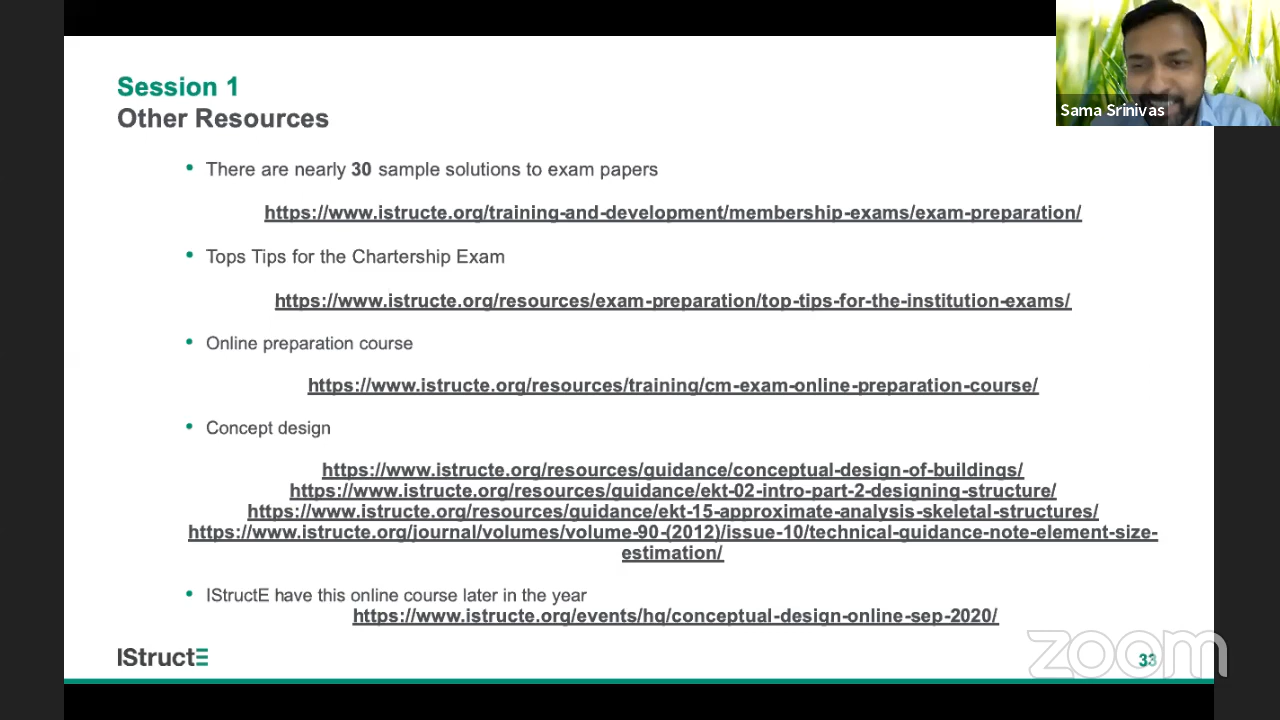 Session 1
Other Resources
Sama Srinivas
• There are nearly 30 sample solutions to exam papers
https://www.istructe.org/training-and-development/membership-exams/exam-preparation/
• Tops Tips for the Chartership Exam
https://www.istructe.org/resources/exam-preparation/top-tips-for-the-institution-exams/
• Online preparation course
https://www.istructe.org/resources/training/cm-exam-online-preparation-course/
• Concept design
https://www.istructe.org/resources/guidance/conceptual-design-of-buildings/
https://www.istructe.org/resources/guidance/ekt-02-intro-part-2-designing-structure/
https://www.istructe.org/resources/guidance/ekt-15-approximate-analysis-skeletal-structures/
https://www.istructe.org/journal/volumes/volume-90-(2012)/issue-10/technical-guidance-note-element-size-
estimation/
• IStructE have this online course later in the year
https://www.istructe.org/events/hq/conceptual-design-online-sep-2020/
IStructE
zoom
33